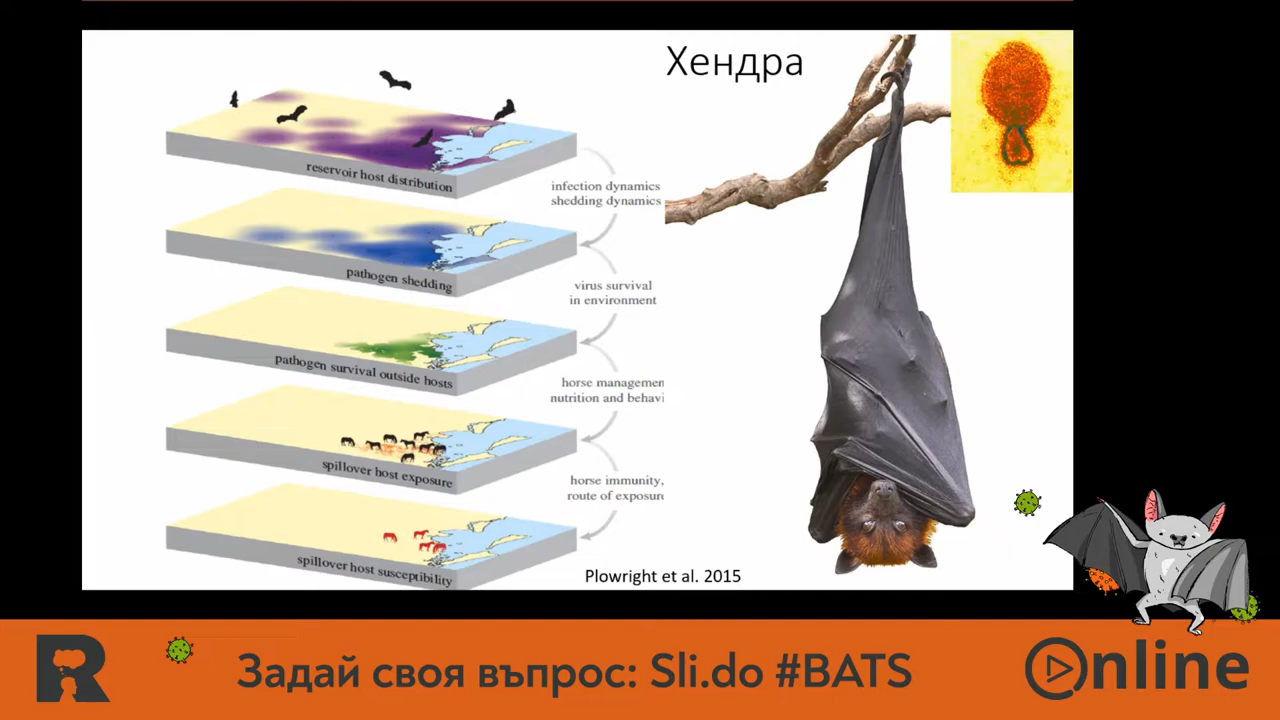 Хендра
reservoir host distribution
infection dynamics
shedding dynamics
pathogen shedding
virus survival
in environment
pathogen survival outside hosts
horse managemen
nutrition and behavi
spillover host exposure
horse immunity,
route of exposur
spillover host susceptibility
Plowright et al. 2015
R
Задай своя въпрос: Sli.do #BATS
Online